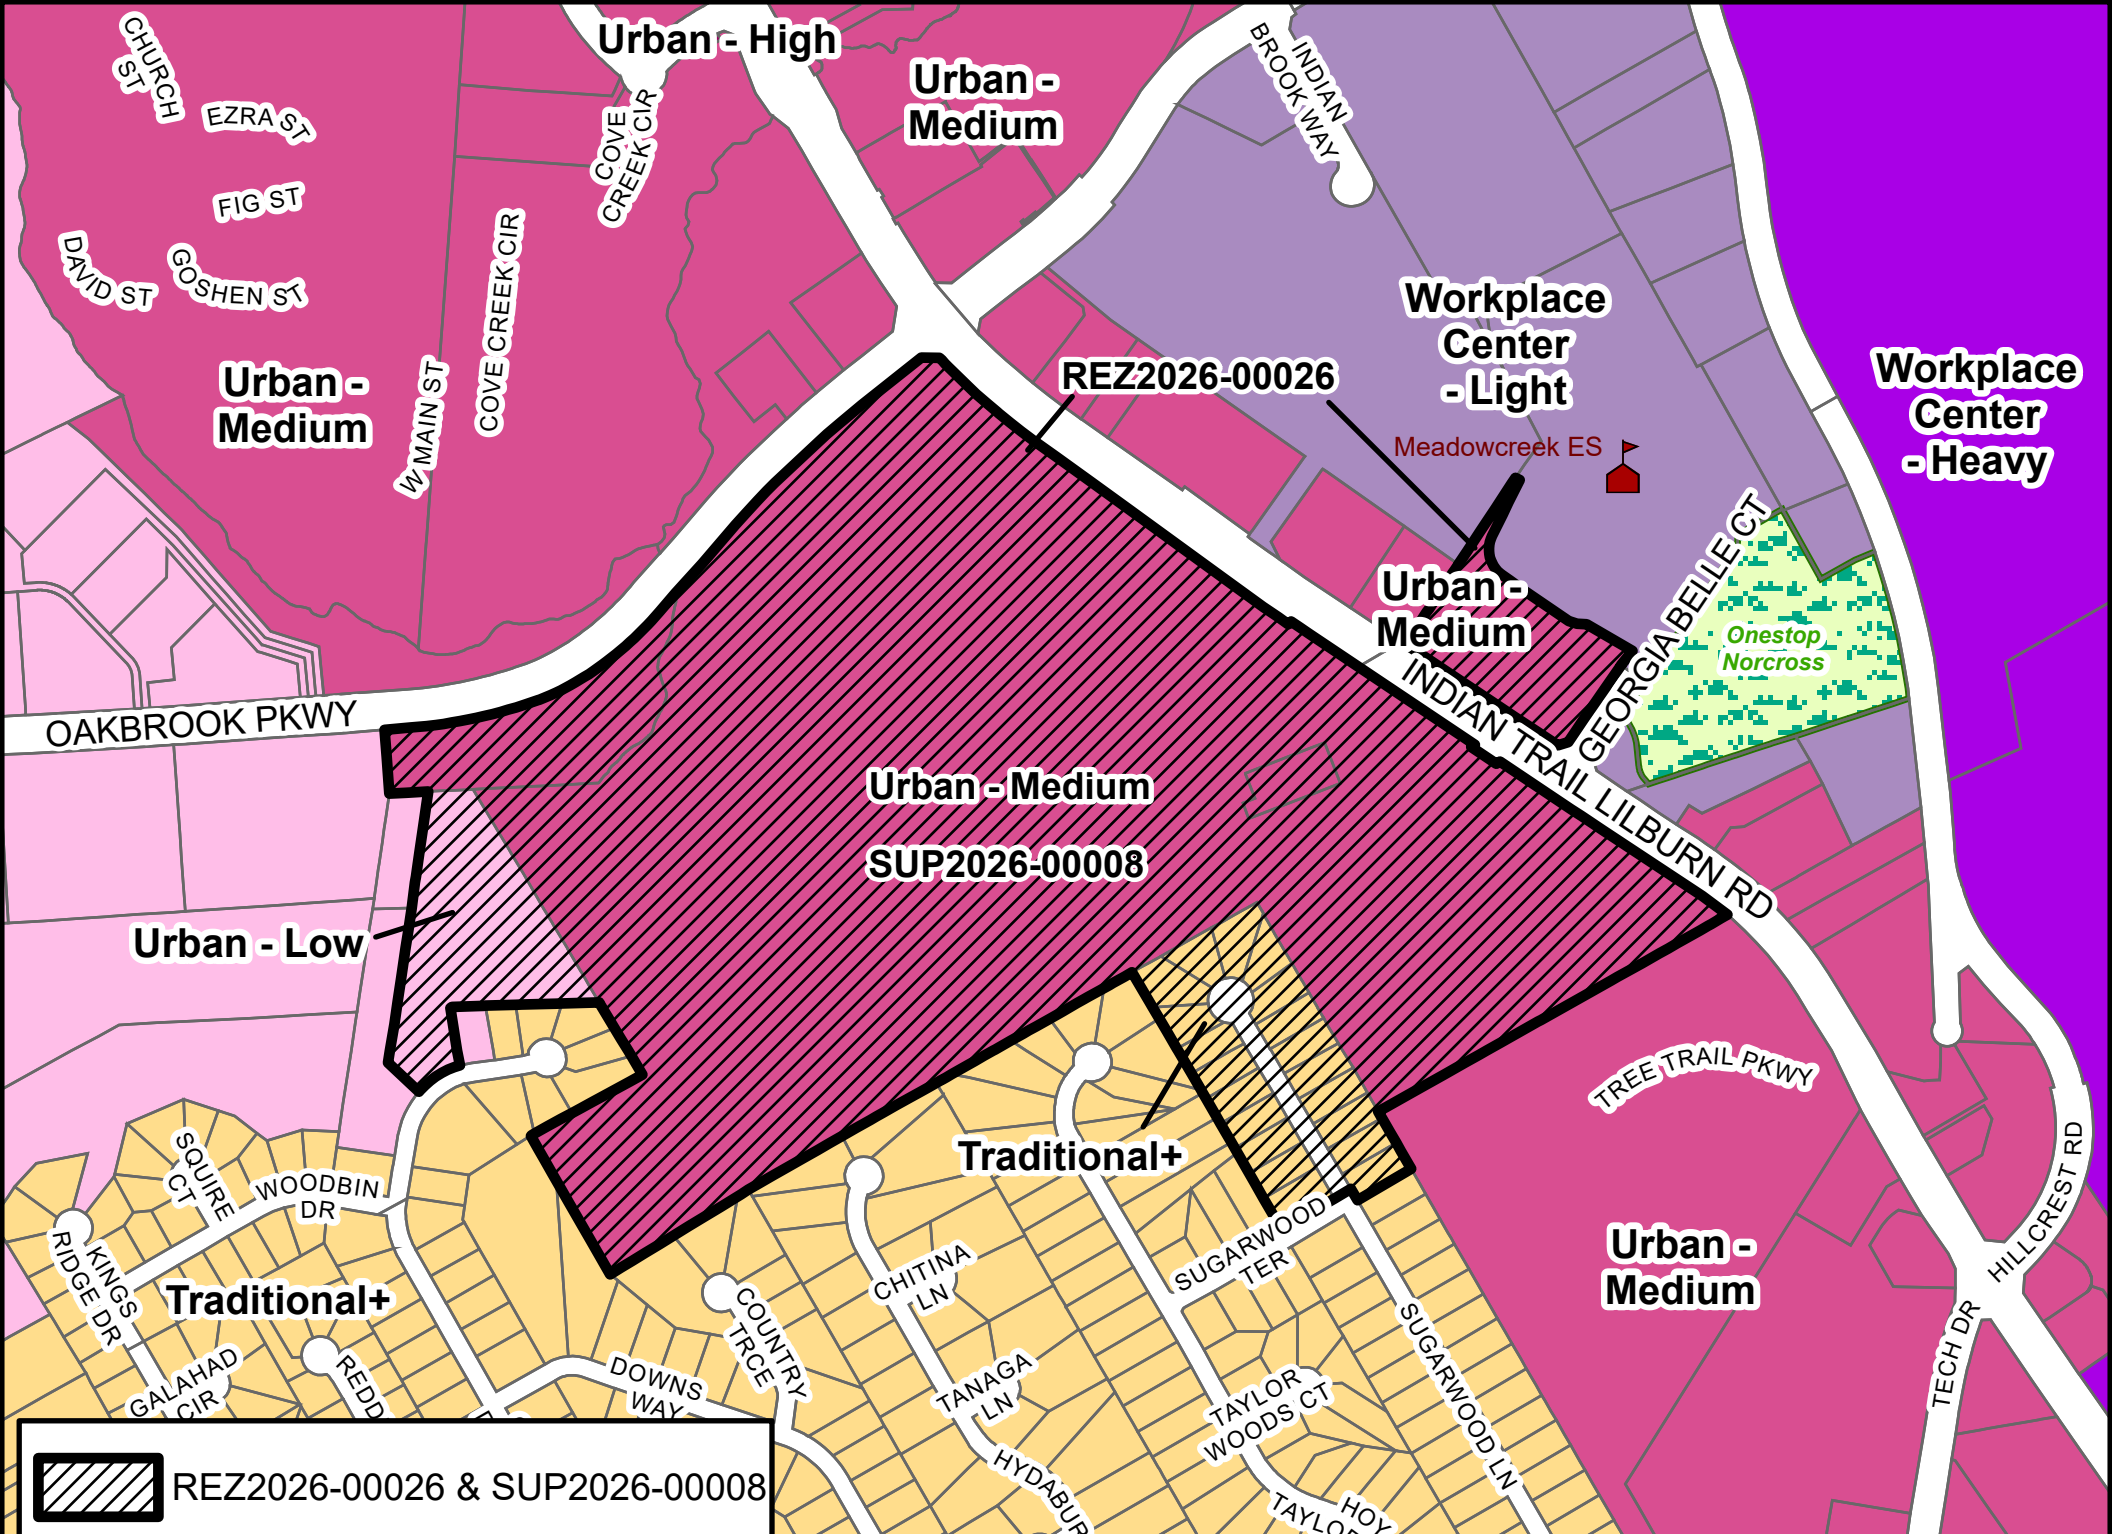 CHURCH
ST
Urban - High
Urban -
Medium
INDIAN
BROOK WAY
EZRA ST
COVE
CREEK CIR
FIG ST
DAVID ST
GOSHEN ST
COVE CREEK CIR
W MAIN ST
Urban -
Medium
Workplace
Center
- Light
Workplace
Center
- Heavy
REZ2026-00026
Meadowcreek ES
Urban -
Medium
GEORGIA BELLE CT
Onestop
Norcross
OAKBROOK PKWY
INDIAN TRAIL LILBURN RD
Urban - Medium
SUP2026-00008
Urban - Low
TREE TRAIL PKWY
Traditional+
SQUIRE
CT
WOODBIN
DR
KINGS
RIDGE DR
Traditional+
SUGARWOOD
TER
CHITINA
LN
COUNTRY
TRCE
Urban -
Medium
HILLCREST RD
TECH DR
GALAHAD
CIR
REDD
DOWNS
WAY
TANAGA
LN
TAYLOR
WOODS CT
SUGARWOOD LN
HYDABUR
HOY
TAYLOR
REZ2026-00026 & SUP2026-00008